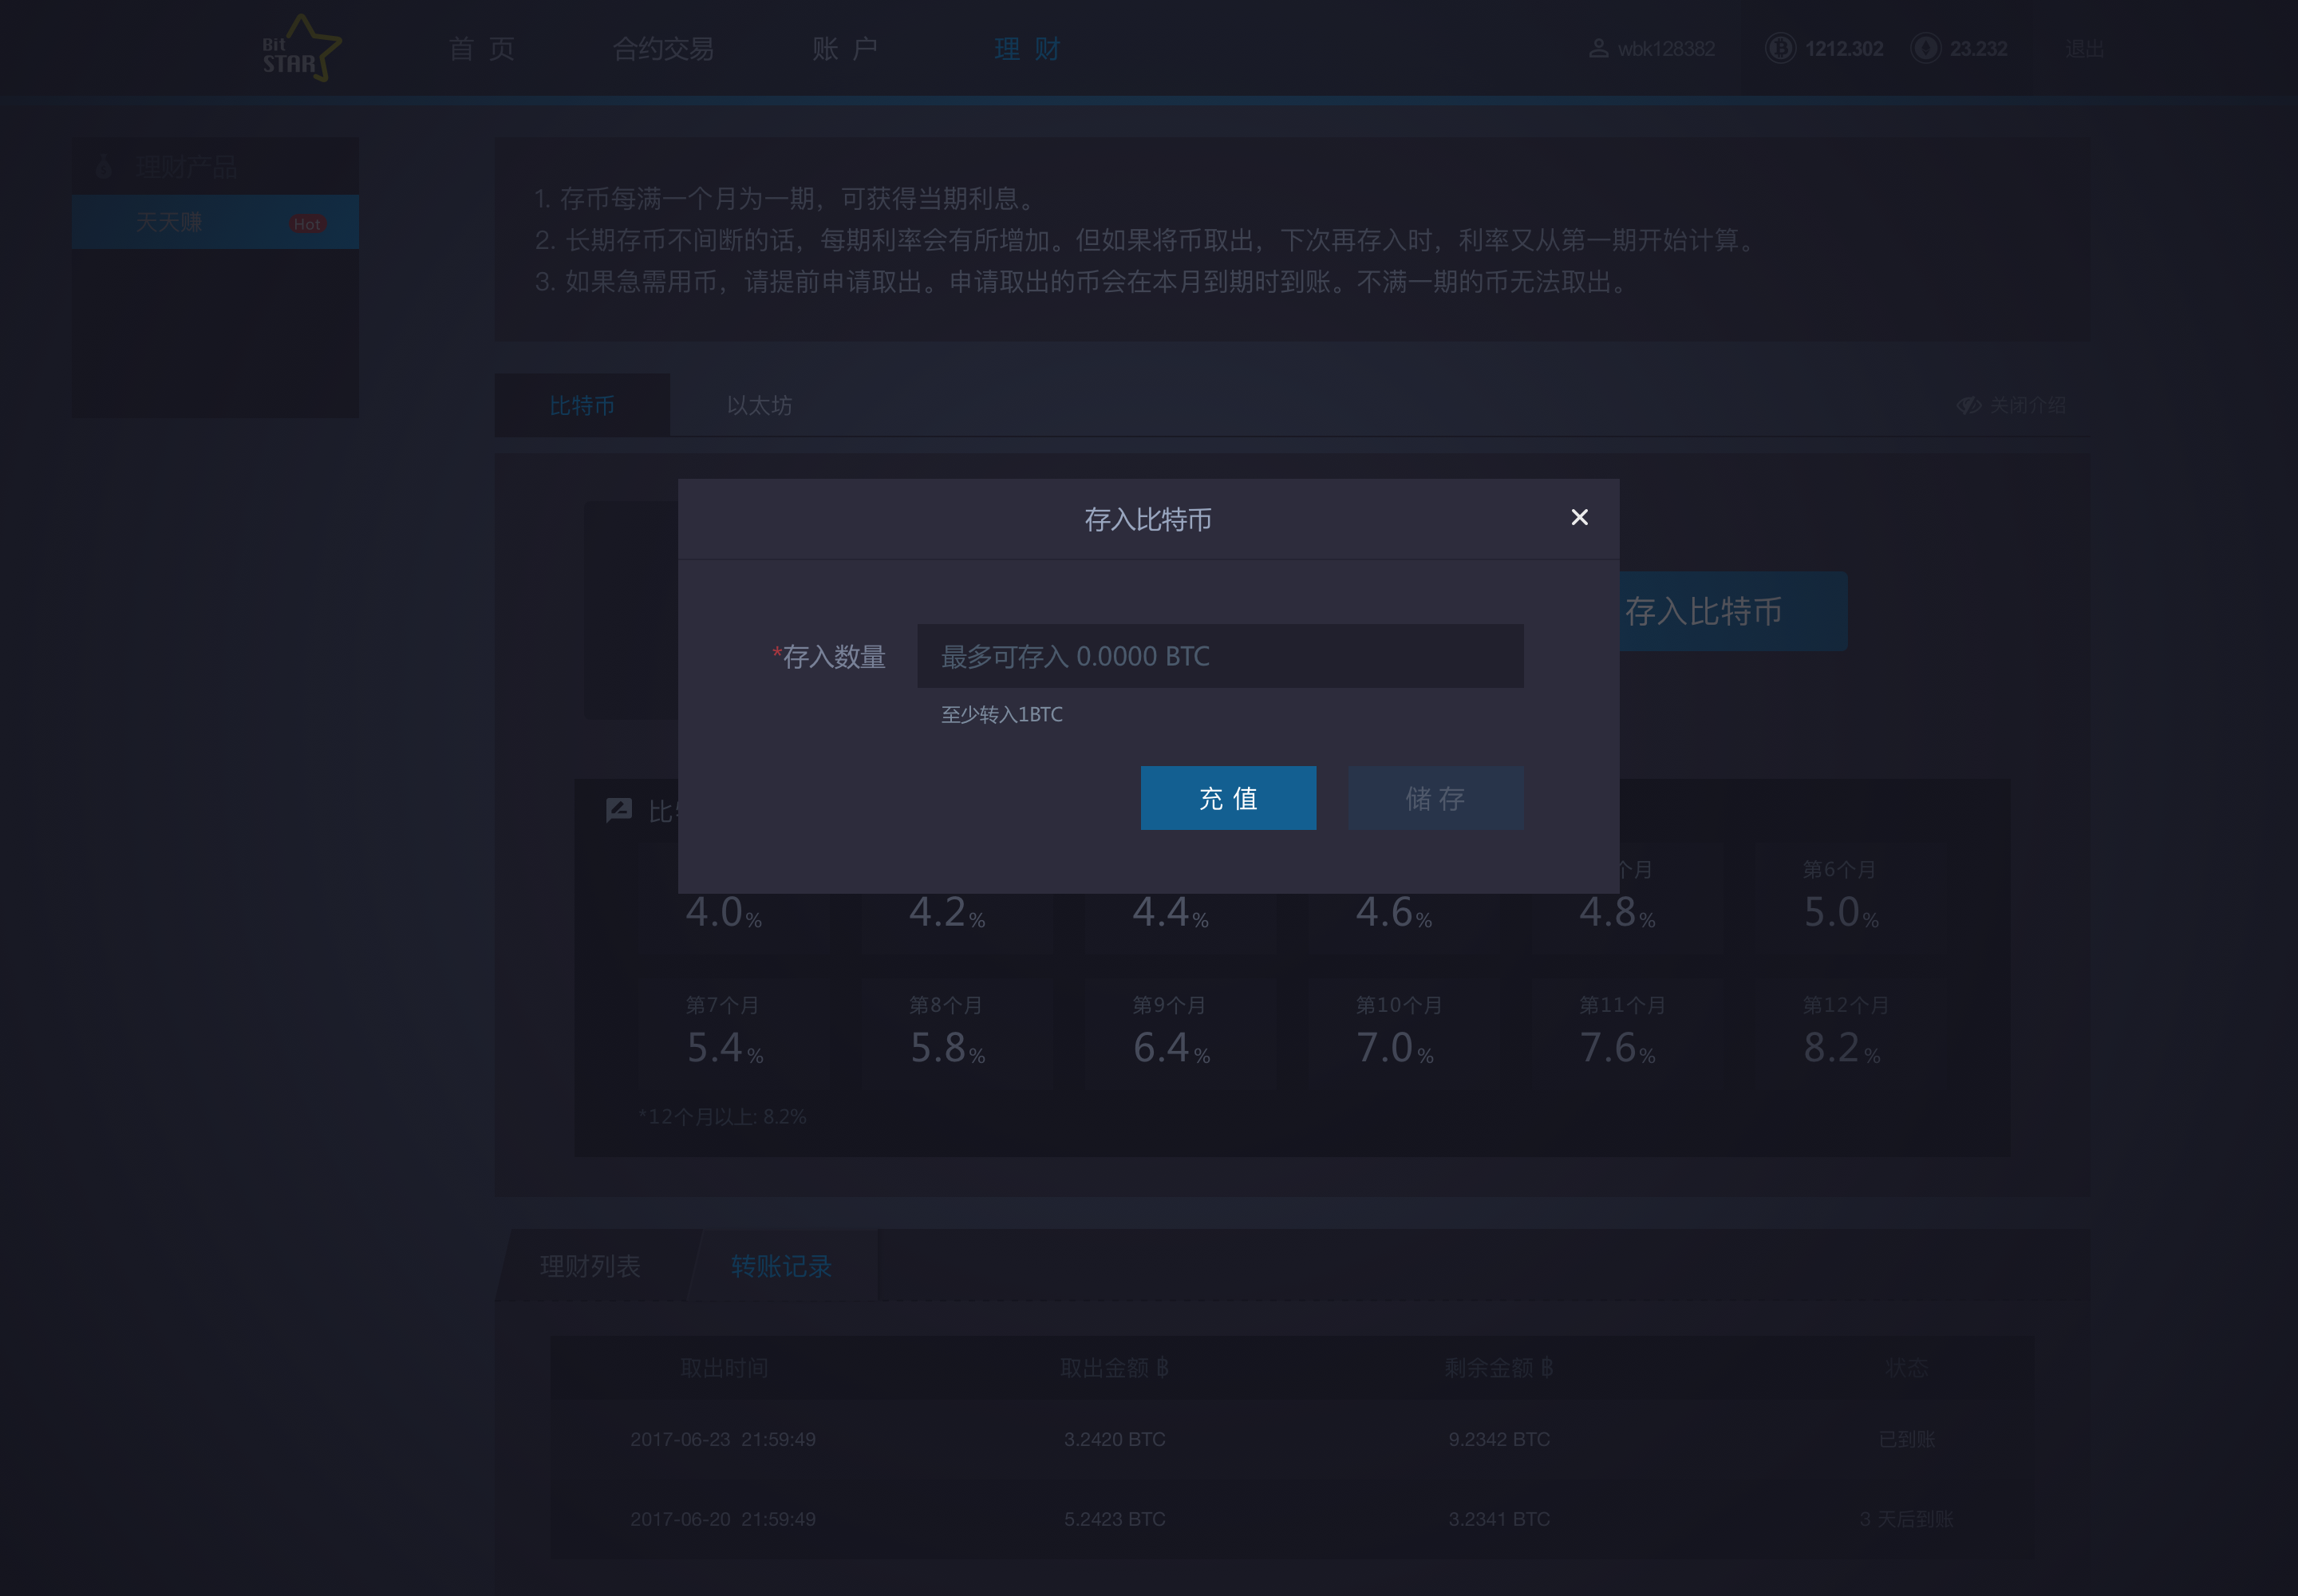 Bit
STAR
首 页
合约交易
账 户
理 财
wbk128382
1212.302
23.232
退出
理财产品
天天赚
Hot
1. 存币每满一个月为一期，可获得当期利息。
2. 长期存币不间断的话，每期利率会有所增加。但如果将币取出，下次再存入时，利率又从第一期开始计算。
3. 如果急需用币，请提前申请取出。申请取出的币会在本月到期时到账。不满一期的币无法取出。
比特币
以太坊
关闭介绍
存入比特币
存入比特币
*存入数量
最多可存入 0.0000 BTC
至少转入1BTC
充 值
储 存
比
个月
第6个月
4.0%
4.2%
4.4%
4.6%
4.8%
5.0%
第7个月
第8个月
第9个月
第10个月
第11个月
第12个月
5.4%
5.8%
6.4%
7.0%
7.6%
8.2%
*12个月以上: 8.2%
理财列表
转账记录
取出时间
取出金额 ฿
剩余金额 ฿
状态
2017-06-23 21:59:49
3.2420 BTC
9.2342 BTC
已到账
2017-06-20 21:59:49
5.2423 BTC
3.2341 BTC
3 天后到账